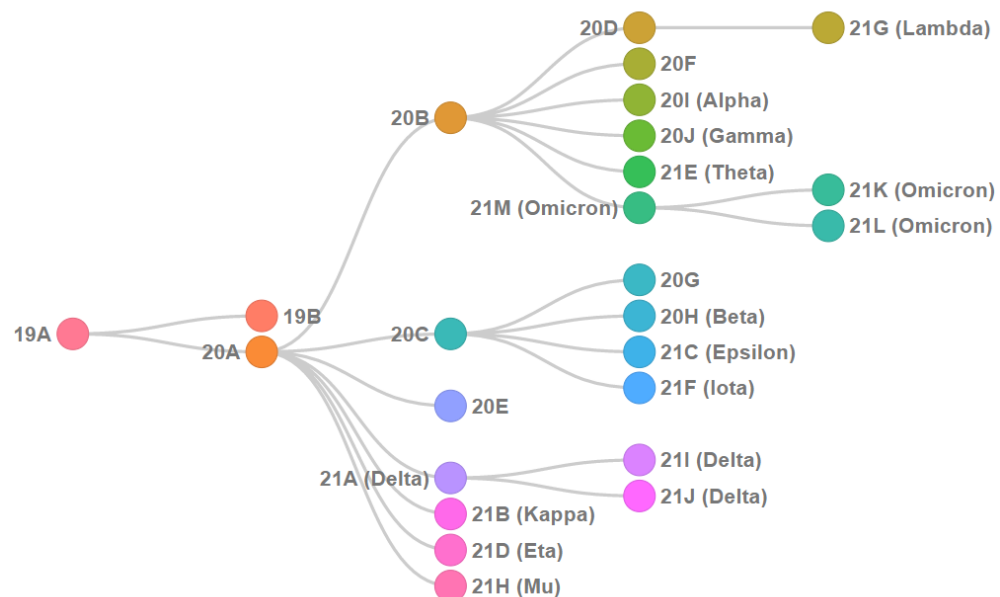 20D
21G (Lambda)
20F
20I (Alpha)
20B
20J (Gamma)
21E (Theta)
21K (Omicron)
21M (Omicron)
21L (Omicron)
20G
19B
20H (Beta)
19A
20C
20A
21C (Epsilon)
21F (Iota)
20E
21I (Delta)
21A (Delta)
21J (Delta)
21B (Kappa)
21D (Eta)
21H (Mu)